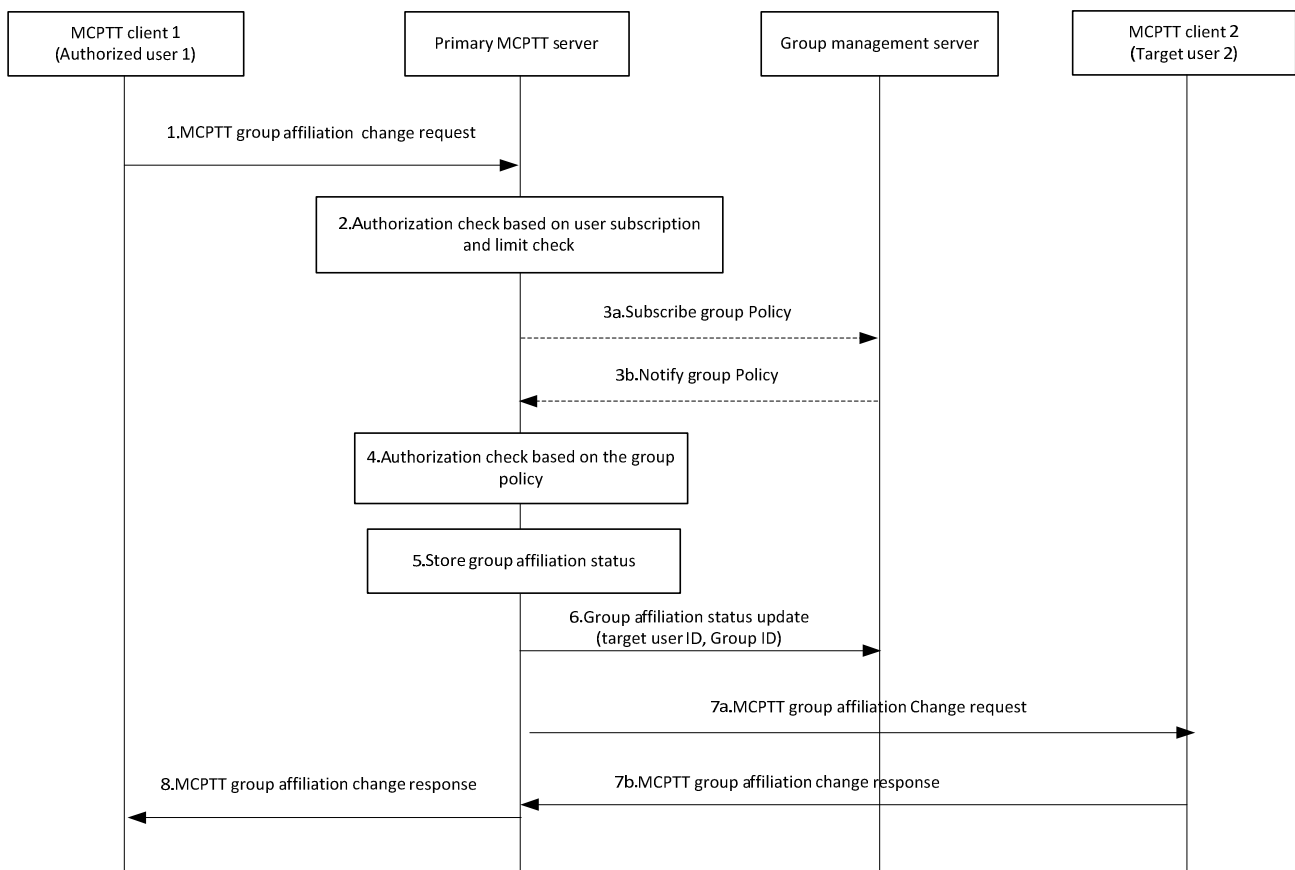 MCPTT client 1
(Authorized user 1)
Primary MCPTT server
Group management server
MCPTT client 2
(Target user 2)
1.MCPTT group affiliation change request
2.Authorization check based on user subscription
and limit check
3a.Subscribe group Policy
3b.Notify group Policy
4.Authorization check based on the group
policy
5.Store group affiliation status
6.Group affiliation status update
(target user ID, Group ID)
7a.MCPTT group affiliation Change request
7b.MCPTT group affiliation change response
8.MCPTT group affiliation change response